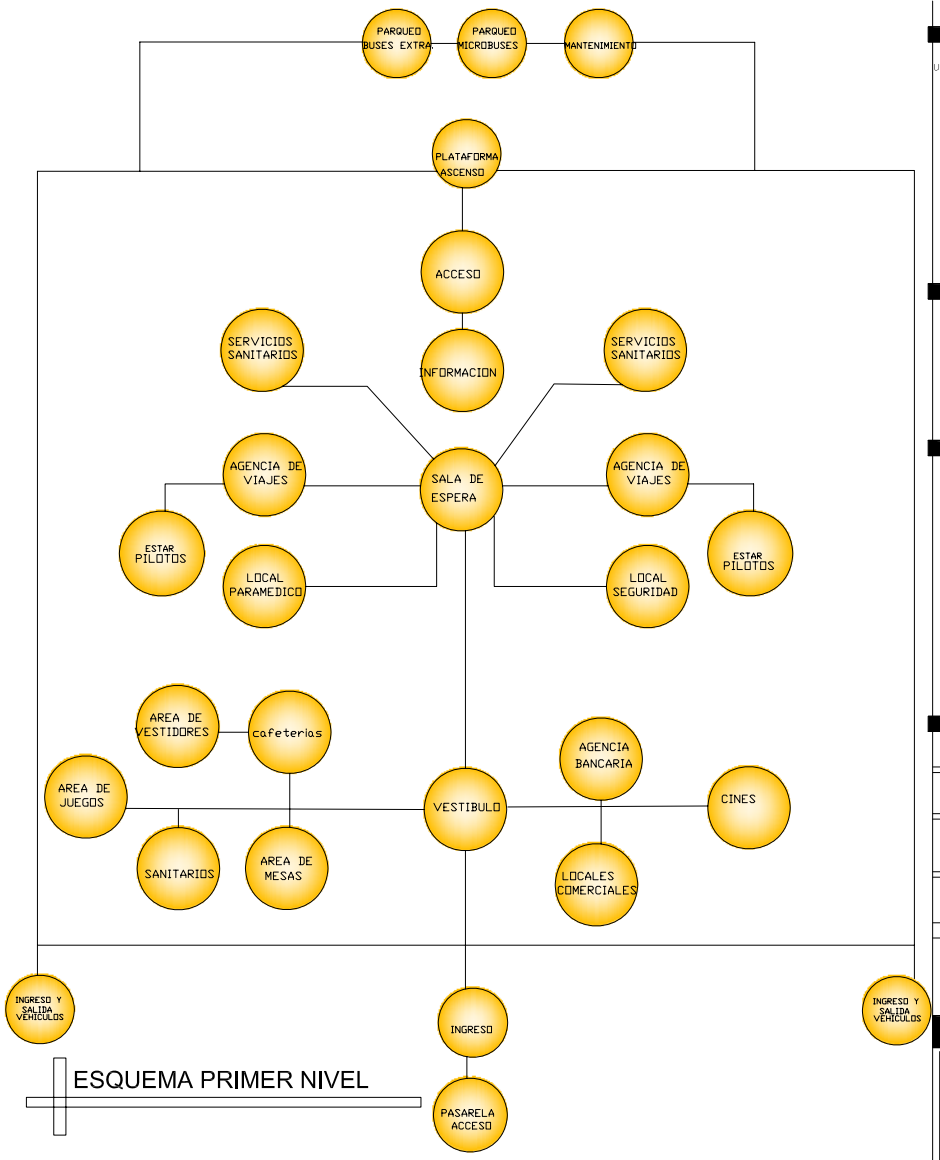 PARQUEO
BUSES EXTRA.
PARQUEO
MICROBUSES
MANTENIMIENTO
U
PLATAFORMA
ASCENSO
ACCESO
SERVICIOS
SANITARIOS
INFORMACION
SERVICIOS
SANITARIOS
AGENCIA DE
VIAJES
SALA DE
ESPERA
AGENCIA DE
VIAJES
ESTAR
PILOTOS
ESTAR
PILOTOS
LOCAL
PARAMEDICO
LOCAL
SEGURIDAD
AREA DE
VESTIDORES
cafeterias
AGENCIA
BANCARIA
AREA DE
JUEGOS
VESTIBULO
CINES
SANITARIOS
AREA DE
MESAS
LOCALES
COMERCIALES
INGRESO Y
SALIDA
VEHICULOS
INGRESO
INGRESO Y
SALIDA
VEHICULOS
ESQUEMA PRIMER NIVEL
PASARELA
ACCESO